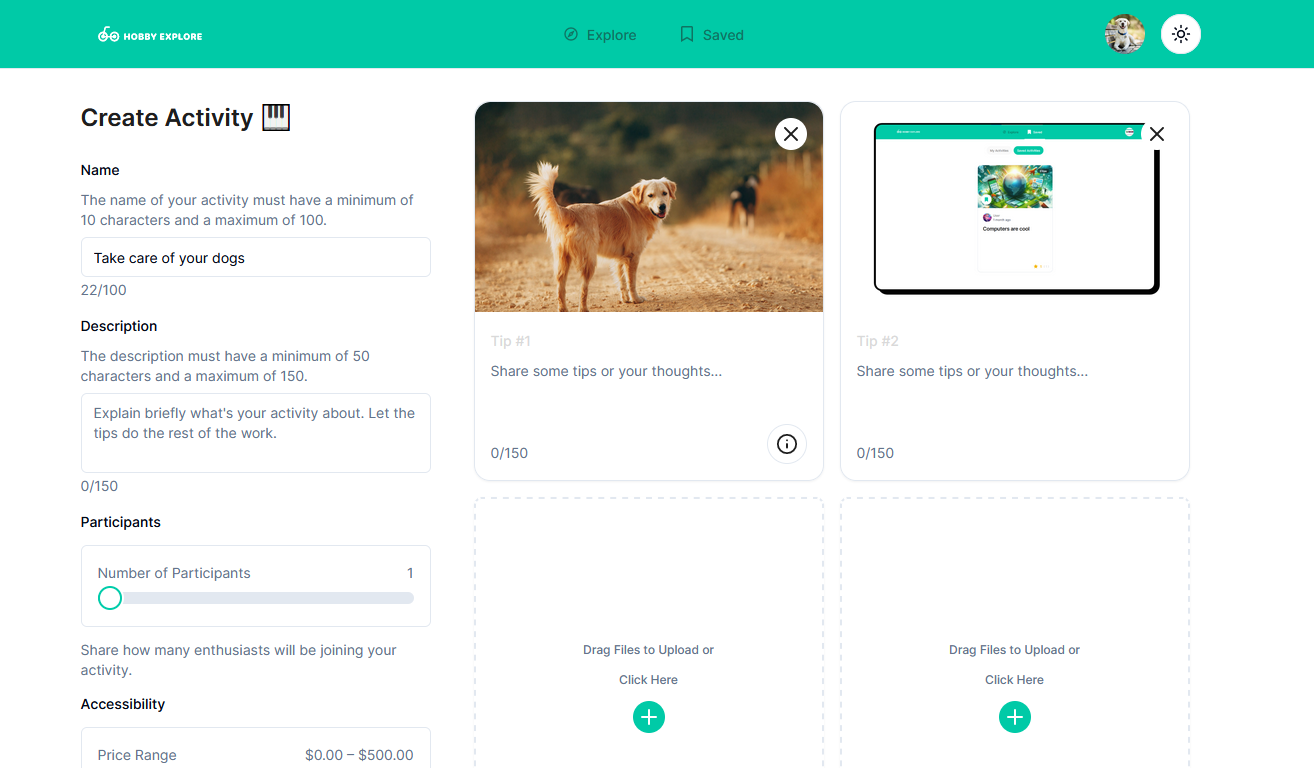 HOBBY EXPLORE
Explore
Saved
Create Activity
Name
The name of your activity must have a minimum of
10 characters and a maximum of 100.
Take care of your dogs
22/100
Description
The description must have a minimum of 50
characters and a maximum of 150.
Explain briefly what's your activity about. Let the
tips do the rest of the work.
0/150
Participants
Number of Participants
1
Share how many enthusiasts will be joining your
activity.
Accessibility
Price Range
$0.00 – $500.00
Tip #1
Share some tips or your thoughts...
0/150
My Activities
Saved Activities
Computers are cool
Tip #2
Share some tips or your thoughts...
0/150
Drag Files to Upload or
Click Here
Drag Files to Upload or
Click Here